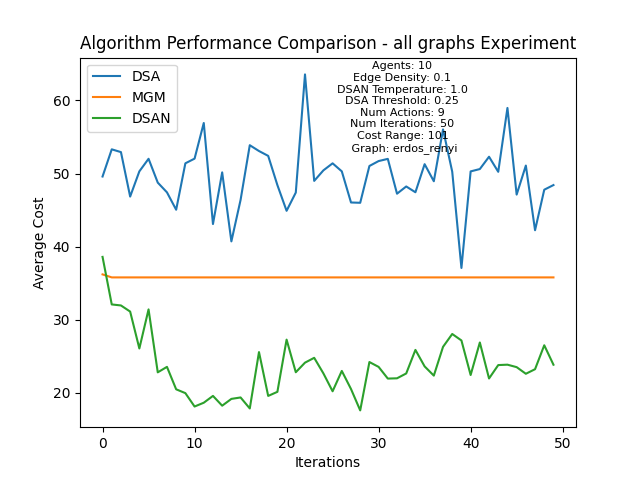 Algorithm Performance Comparison - all graphs Experiment
DSA
MGM
DSAN
Agents: 10
Edge Density: 0.1
DSAN Temperature: 1.0
DSA Threshold: 0.25
Num Actions: 9
Num Iterations: 50
Cost Range: 101
Graph: erdos_renyi
Average Cost
60
50
40
30
20
0
10
20
30
40
50
Iterations